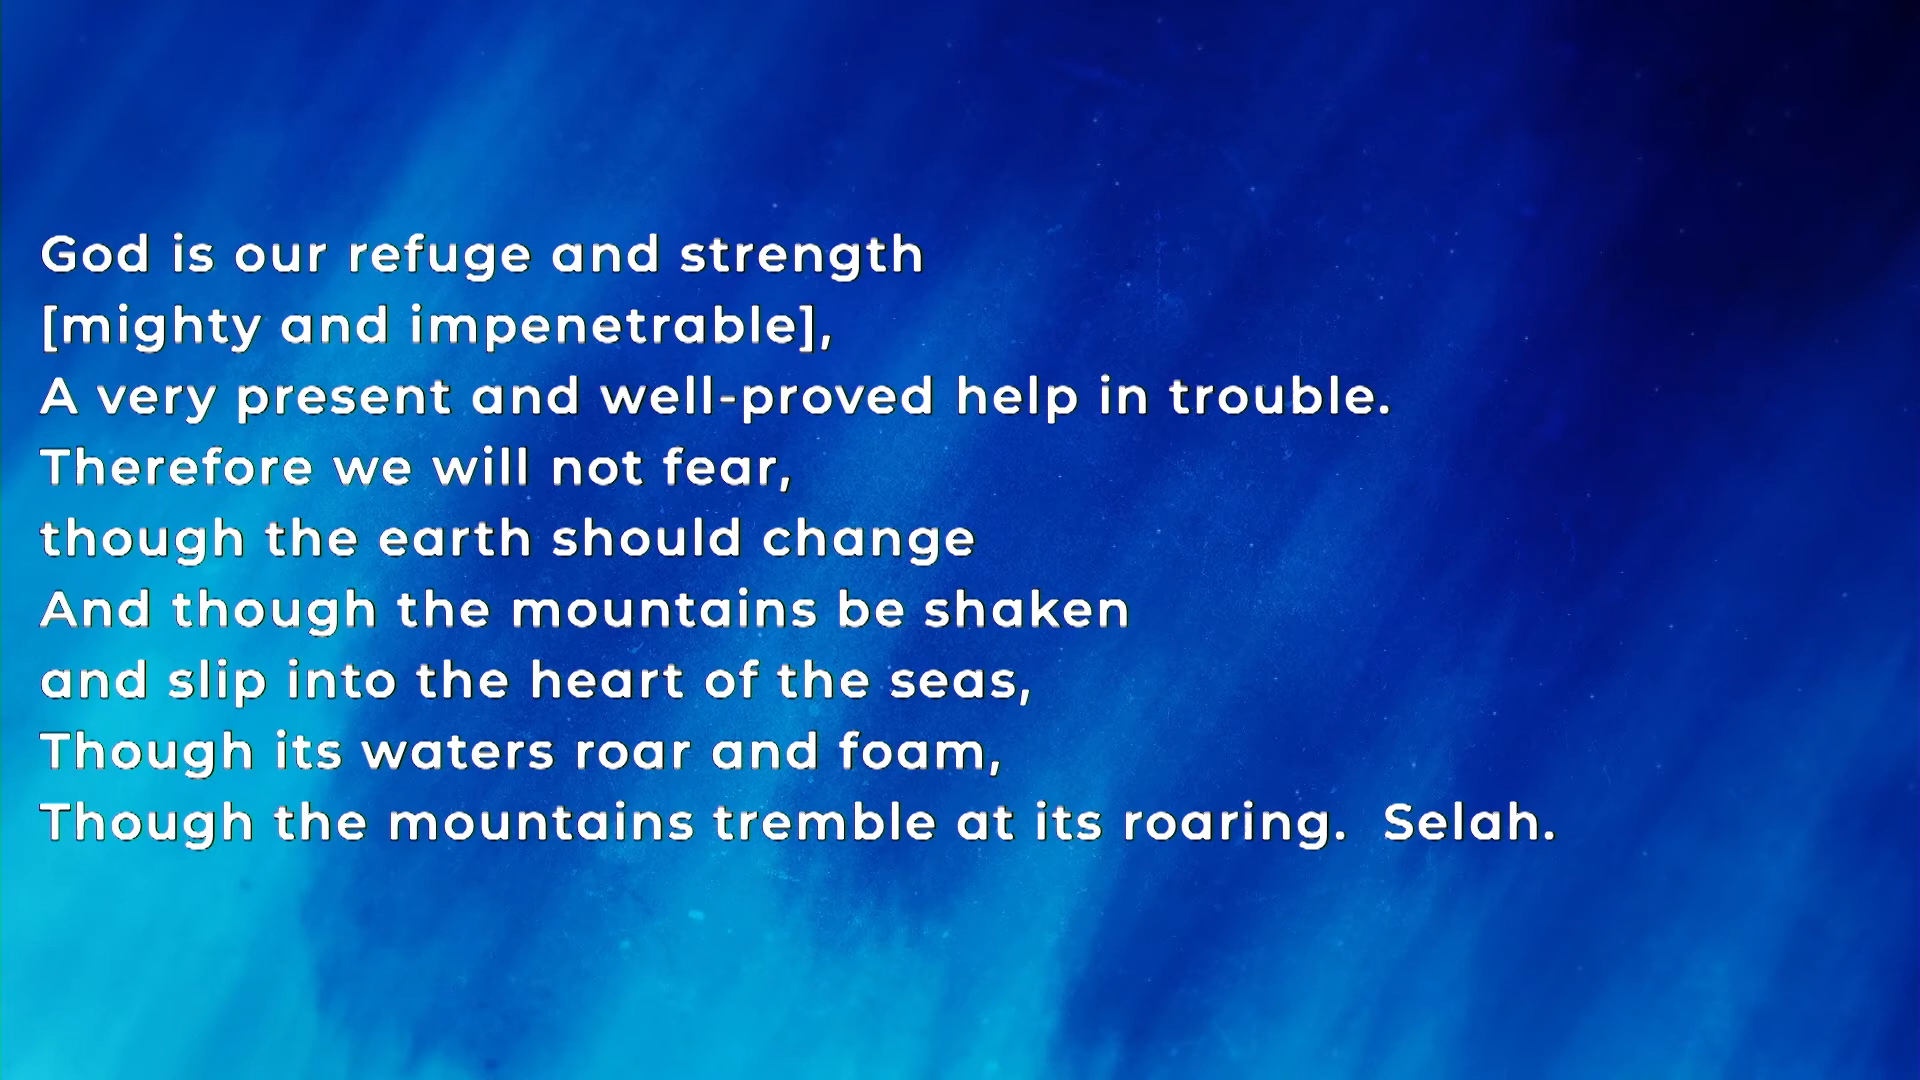 God is our refuge and strength
[mighty and impenetrable],
A very present and well-proved help in trouble.
Therefore we will not fear,
though the earth should change
And though the mountains be shaken
and slip into the heart of the seas,
Though its waters roar and foam,
Though the mountains tremble at its roaring.  Selah.